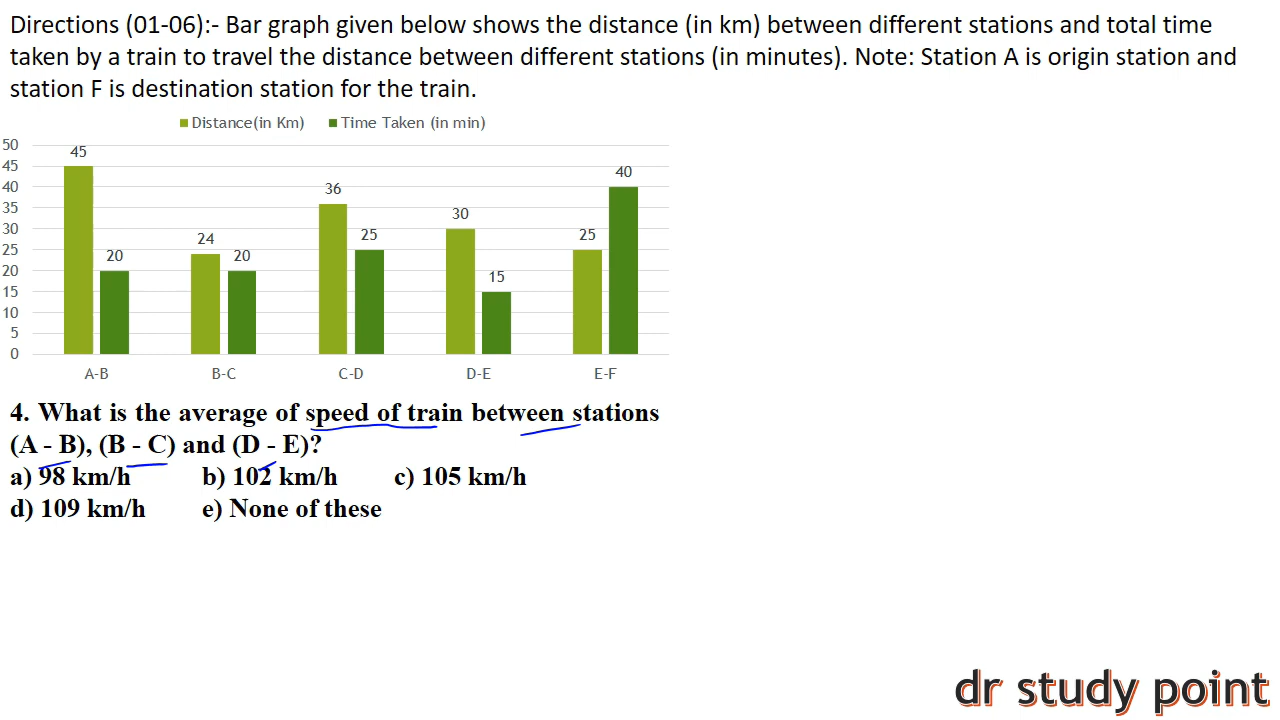 Directions (01-06):- Bar graph given below shows the distance (in km) between different stations and total time
taken by a train to travel the distance between different stations (in minutes). Note: Station A is origin station and
station F is destination station for the train.
Distance(in Km) Time Taken (in min)
50
45
40
35
30
25
20
15
10
5
0
45
20
24
20
36
25
30
15
25
40
A-B B-C C-D D-E E-F
4. What is the average of speed of train between stations
(A - B), (B - C) and (D - E)?
a) 98 km/h b) 102 km/h c) 105 km/h
d) 109 km/h e) None of these
dr study point